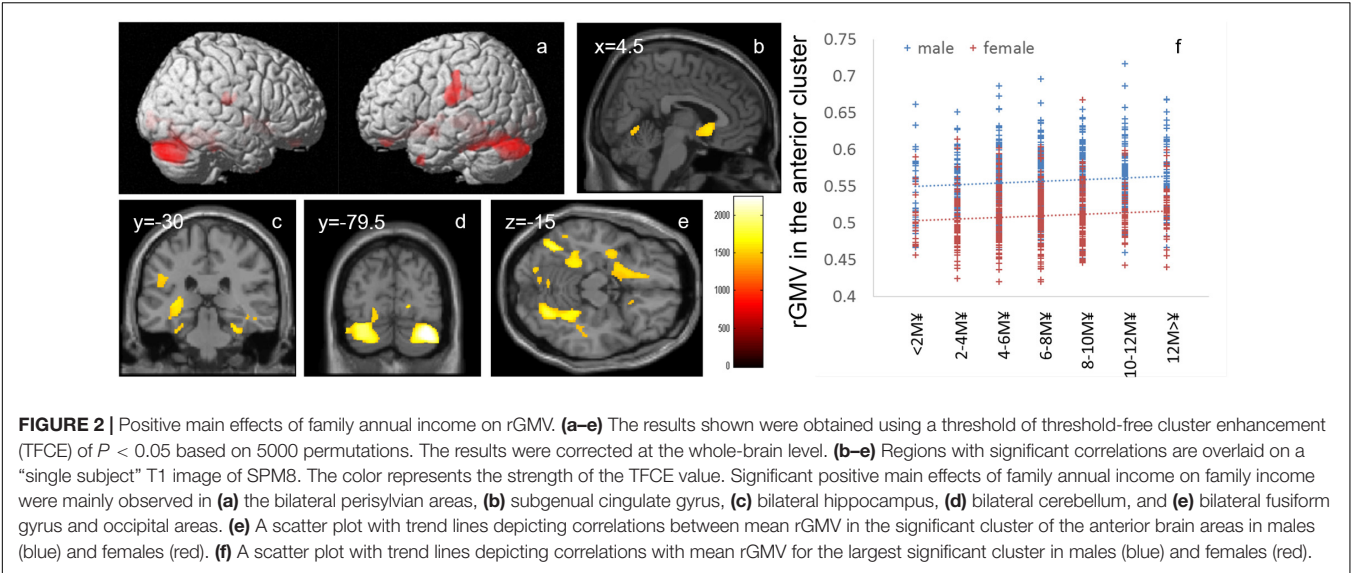 a
x=4.5
b
y=-30
c
y=-79.5
d
z=-15
e
2000
1500
1000
500
0
rGMV in the anterior cluster
0.75
0.7
0.65
0.6
0.55
0.5
0.45
0.4
male
female
f
<2M¥
2-4M¥
4-6M¥
6-8M¥
8-10M¥
10-12M¥
12M>¥
FIGURE 2 | Positive main effects of family annual income on rGMV. (a–e) The results shown were obtained using a threshold of threshold-free cluster enhancement
(TFCE) of P < 0.05 based on 5000 permutations. The results were corrected at the whole-brain level. (b–e) Regions with significant correlations are overlaid on a
“single subject” T1 image of SPM8. The color represents the strength of the TFCE value. Significant positive main effects of family annual income on family income
were mainly observed in (a) the bilateral perisylvian areas, (b) subgenual cingulate gyrus, (c) bilateral hippocampus, (d) bilateral cerebellum, and (e) bilateral fusiform
gyrus and occipital areas. (e) A scatter plot with trend lines depicting correlations between mean rGMV in the significant cluster of the anterior brain areas in males
(blue) and females (red). (f) A scatter plot with trend lines depicting correlations with mean rGMV for the largest significant cluster in males (blue) and females (red).